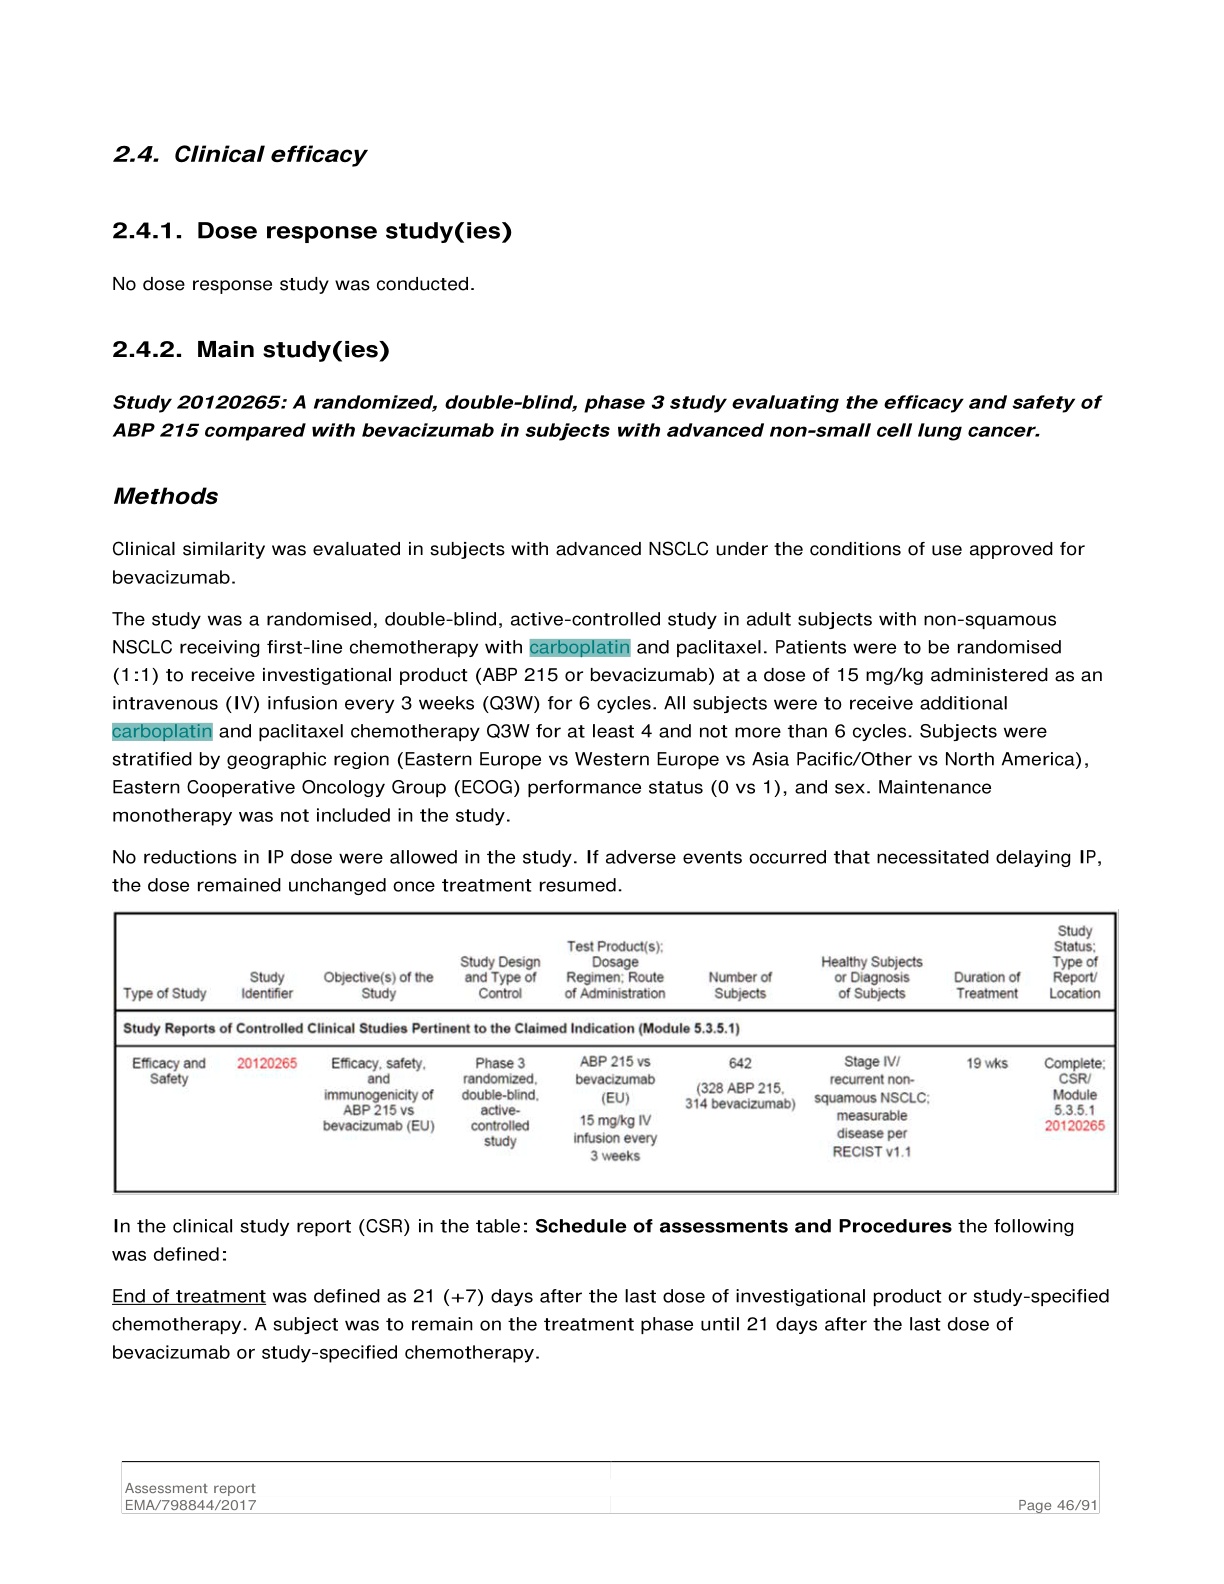 2.4. Clinical efficacy
2.4.1. Dose response study(ies)
No dose response study was conducted.
2.4.2. Main study(ies)
Study 20120265: A randomized, double-blind, phase 3 study evaluating the efficacy and safety of
ABP 215 compared with bevacizumab in subjects with advanced non-small cell lung cancer.
Methods
Clinical similarity was evaluated in subjects with advanced NSCLC under the conditions of use approved for
bevacizumab.
The study was a randomised, double-blind, active-controlled study in adult subjects with non-squamous
NSCLC receiving first-line chemotherapy with carboplatin and paclitaxel. Patients were to be randomised
(1:1) to receive investigational product (ABP 215 or bevacizumab) at a dose of 15 mg/kg administered as an
intravenous (IV) infusion every 3 weeks (Q3W) for 6 cycles. All subjects were to receive additional
carboplatin and paclitaxel chemotherapy Q3W for at least 4 and not more than 6 cycles. Subjects were
stratified by geographic region (Eastern Europe vs Western Europe vs Asia Pacific/Other vs North America),
Eastern Cooperative Oncology Group (ECOG) performance status (0 vs 1), and sex. Maintenance
monotherapy was not included in the study.
No reductions in IP dose were allowed in the study. If adverse events occurred that necessitated delaying IP,
the dose remained unchanged once treatment resumed.
Type of Study
Study
Identifier
Objective(s) of the
Study
Study Design
and Type of
Control
Test Product(s);
Dosage
Regimen; Route
of Administration
Number of
Subjects
Healthy Subjects
or Diagnosis
of Subjects
Duration of
Treatment
Study
Status;
Type of
Report/
Location
Study Reports of Controlled Clinical Studies Pertinent to the Claimed Indication (Module 5.3.5.1)
Efficacy and
Safety
20120265
Efficacy, safety,
and
immunogenicity of
ABP 215 vs
bevacizumab (EU)
Phase 3
randomized,
double-blind,
active-
controlled
study
ABP 215 vs
bevacizumab
(EU)
15 mg/kg IV
infusion every
3 weeks
642
(328 ABP 215,
314 bevacizumab)
Stage IV/
recurrent non-
squamous NSCLC;
measurable
disease per
RECIST v1.1
19 wks
Complete;
CSR/
Module
5.3.5.1
20120265
In the clinical study report (CSR) in the table: Schedule of assessments and Procedures the following
was defined:
End of treatment was defined as 21 (+7) days after the last dose of investigational product or study-specified
chemotherapy. A subject was to remain on the treatment phase until 21 days after the last dose of
bevacizumab or study-specified chemotherapy.
Assessment report
EMA/798844/2017
Page 46/91